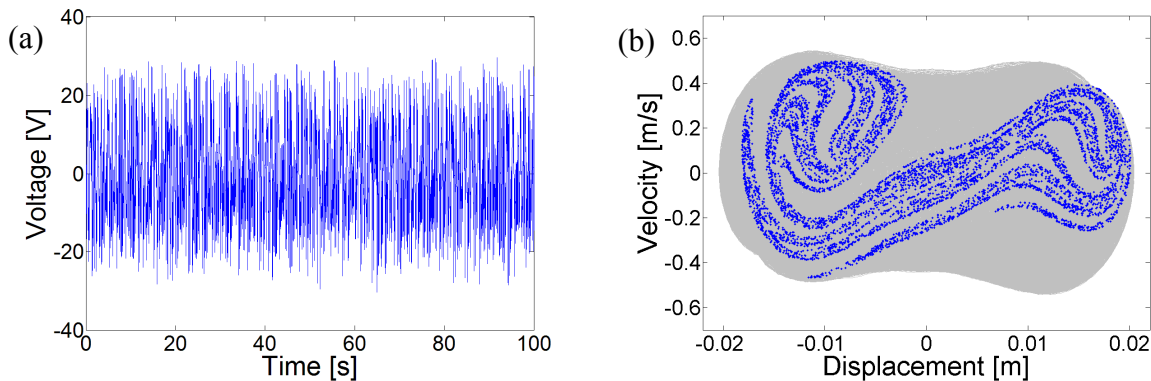 (a)
Voltage [V]
40
20
0
-20
-40
0 20 40 60 80 100
Time [s]
(b)
Velocity [m/s]
0.6
0.4
0.2
0
-0.2
-0.4
-0.6
-0.02 -0.01 0 0.01 0.02
Displacement [m]